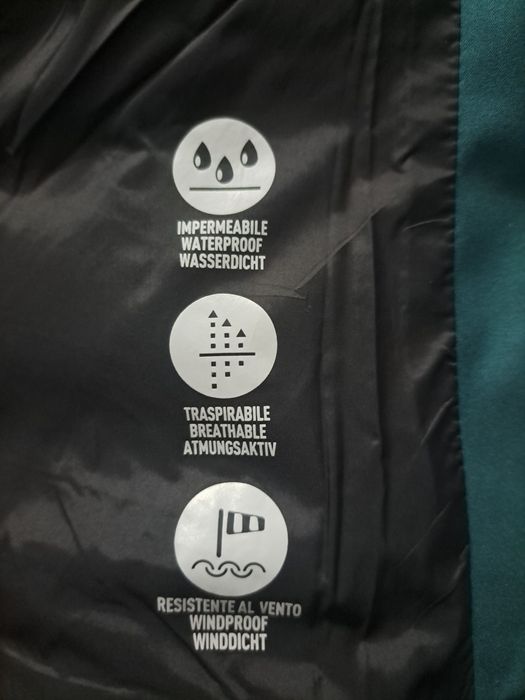 IMPERMEABILE
WATERPROOF
WASSERDICHT
TRASPIRABILE
BREATHABLE
ATMUNGSAKTIV
RESISTENTE AL VENTO
WINDPROOF
WINDDICHT